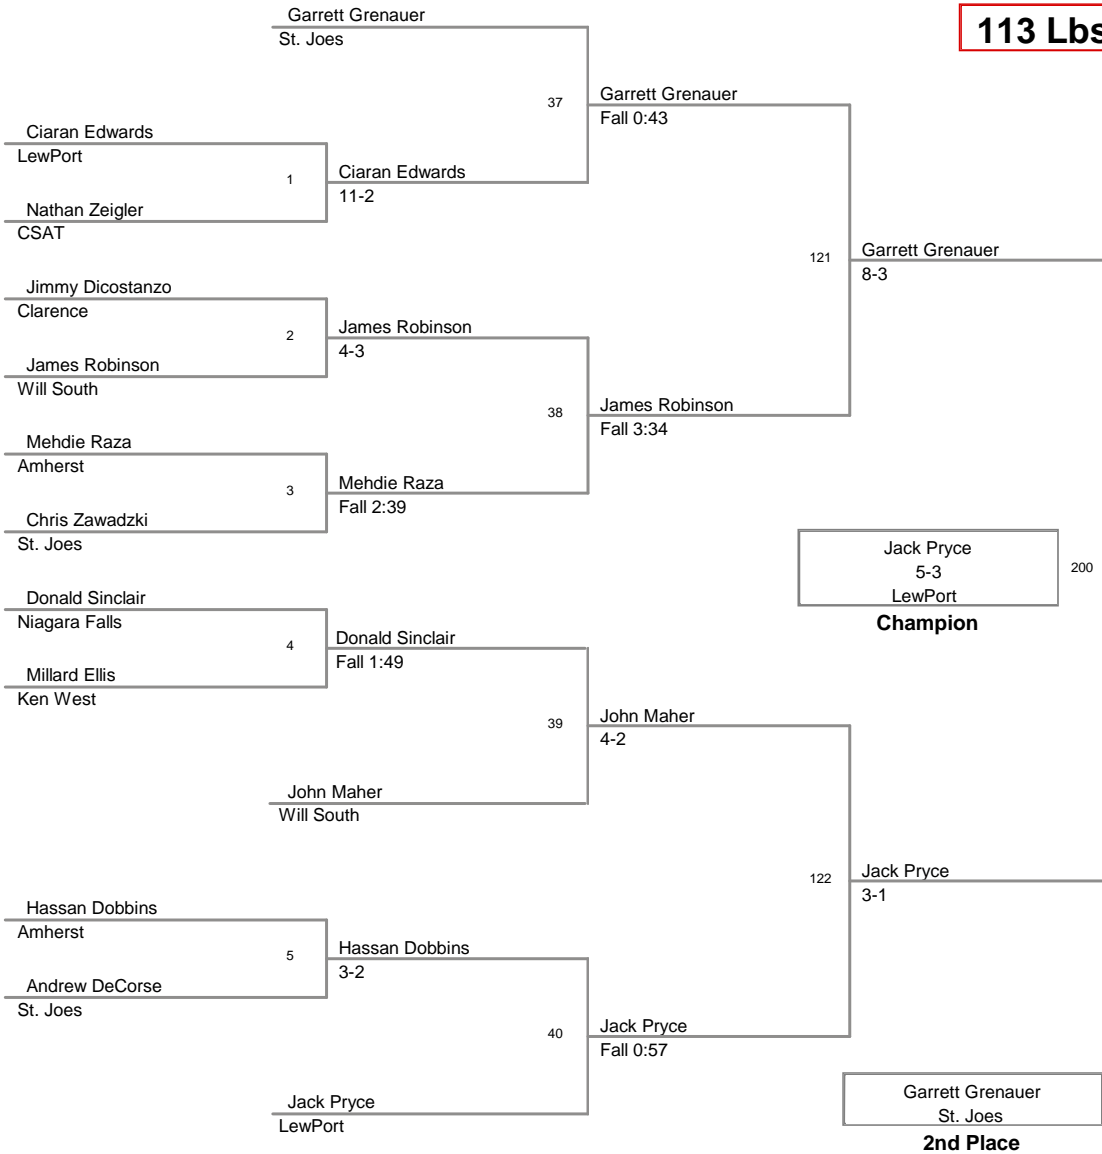 Garrett Grenauer
St. Joes
113 Lbs
37
Garrett Grenauer
Fall 0:43
Ciaran Edwards
LewPort
1
Ciaran Edwards
11-2
Nathan Zeigler
CSAT
121
Garrett Grenauer
8-3
Jimmy Dicostanzo
Clarence
2
James Robinson
4-3
James Robinson
Will South
38
James Robinson
Fall 3:34
Mehdie Raza
Amherst
3
Mehdie Raza
Fall 2:39
Chris Zawadzki
St. Joes
Jack Pryce
5-3
LewPort
200
Champion
Donald Sinclair
Niagara Falls
4
Donald Sinclair
Fall 1:49
Millard Ellis
Ken West
39
John Maher
4-2
John Maher
Will South
122
Jack Pryce
3-1
Hassan Dobbins
Amherst
5
Hassan Dobbins
3-2
Andrew DeCorse
St. Joes
40
Jack Pryce
Fall 0:57
Jack Pryce
LewPort
Garrett Grenauer
St. Joes
2nd Place